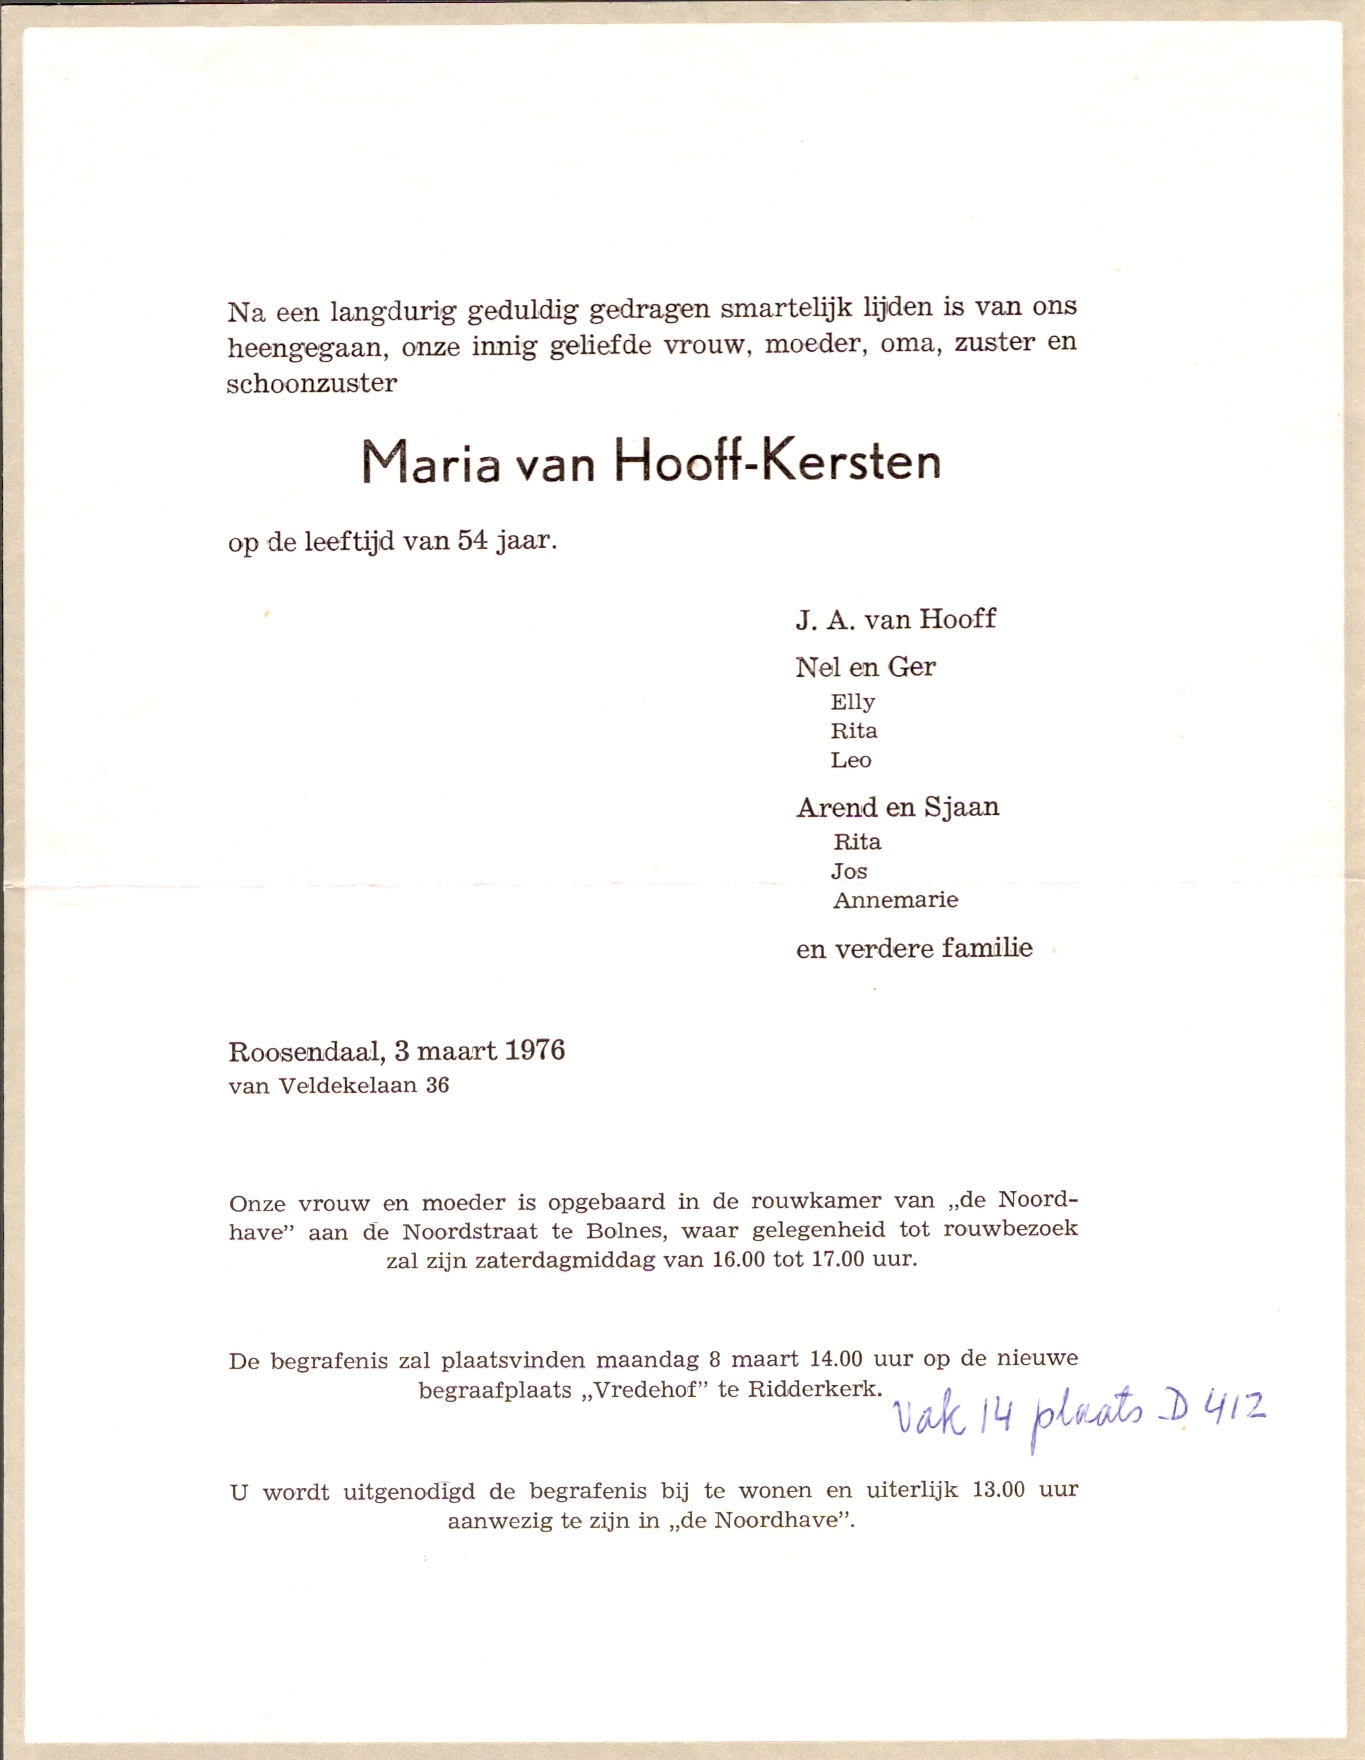 Na een langdurig geduldig gedragen smartelijk lijden is van ons
heengegaan, onze innig geliefde vrouw, moeder, oma, zuster en
schoonzuster
Maria van Hooff-Kersten
op de leeftijd van 54 jaar.
J. A. van Hooff
Nel en Ger
Elly
Rita
Leo
Arend en Sjaan
Rita
Jos
Annemarie
en verdere familie
Roosendaal, 3 maart 1976
van Veldekelaan 36
Onze vrouw en moeder is opgebaard in de rouwkamer van „de Noord-
have” aan de Noordstraat te Bolnes, waar gelegenheid tot rouwbezoek
zal zijn zaterdagmiddag van 16.00 tot 17.00 uur.
De begrafenis zal plaatsvinden maandag 8 maart 14.00 uur op de nieuwe
begraafplaats „Vredehof” te Ridderkerk.
Vak 14 plaats D 412
U wordt uitgenodigd de begrafenis bij te wonen en uiterlijk 13.00 uur
aanwezig te zijn in „de Noordhave”.